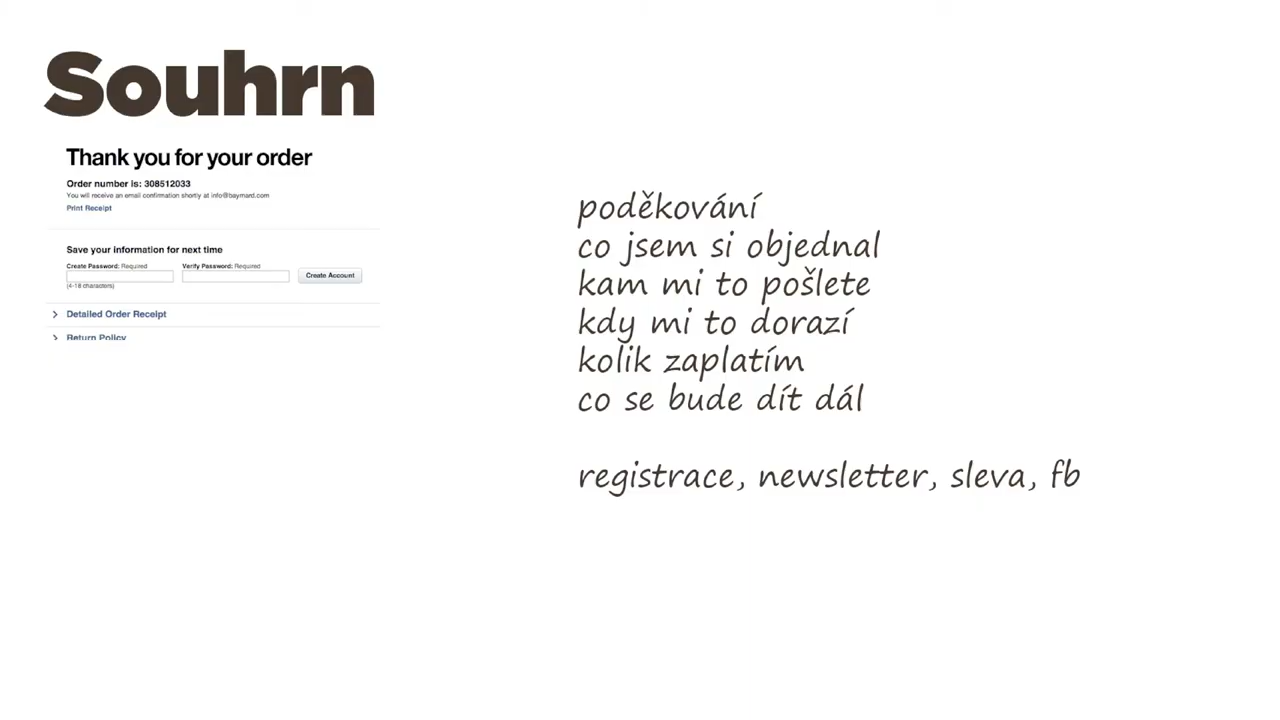 Souhrn
Thank you for your order
Order number is: 308512033
You will receive an email confirmation shortly at info@baymard.com
Print Receipt
Save your information for next time
Create Password: Required
Verify Password: Required
Create Account
(4-18 characters)
Detailed Order Receipt
Return Policy
poděkování
co jsem si objednal
kam mi to pošlete
kdy mi to dorazí
kolik zaplatím
co se bude dít dál
registrace, newsletter, sleva, fb